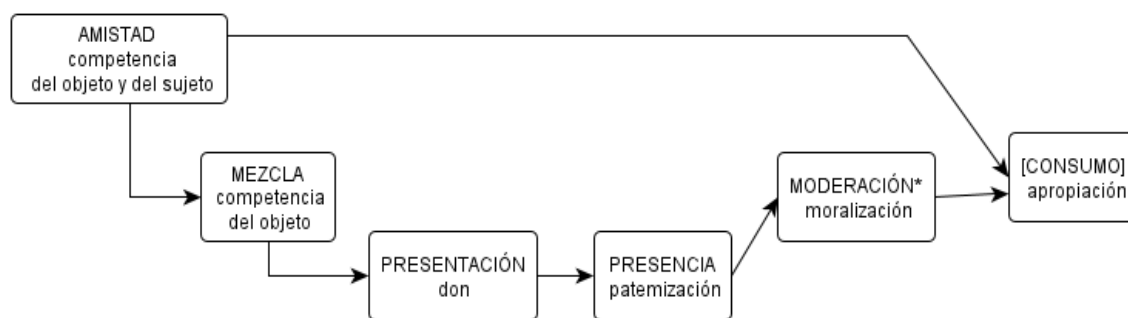 AMISTAD
competencia
del objeto y del sujeto
MEZCLA
competencia
del objeto
PRESENTACIÓN
don
PRESENCIA
patemización
MODERACIÓN*
moralización
[CONSUMO]
apropiación